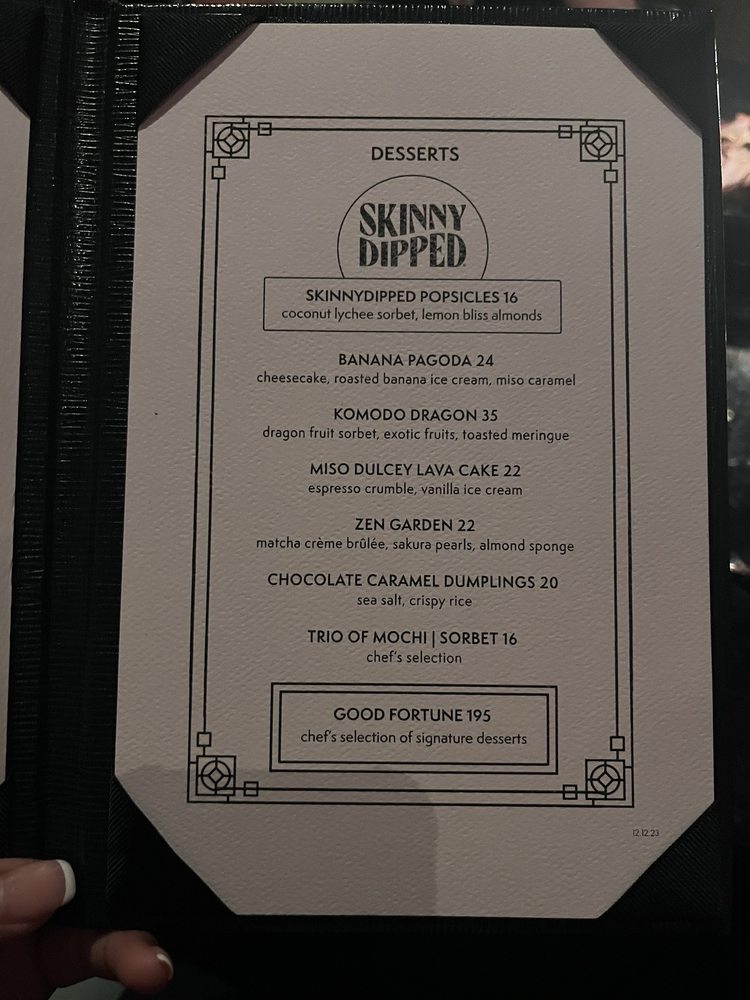 DESSERTS
SKINNY
DIPPED
SKINNYDIPPED POPSICLES 16
coconut lychee sorbet, lemon bliss almonds
BANANA PAGODA 24
cheesecake, roasted banana ice cream, miso caramel
KOMODO DRAGON 35
dragon fruit sorbet, exotic fruits, toasted meringue
MISO DULCEY LAVA CAKE 22
espresso crumble, vanilla ice cream
ZEN GARDEN 22
matcha crème brûlée, sakura pearls, almond sponge
CHOCOLATE CARAMEL DUMPLINGS 20
sea salt, crispy rice
TRIO OF MOCHI | SORBET 16
chef's selection
GOOD FORTUNE 195
chef's selection of signature desserts
12.12.23